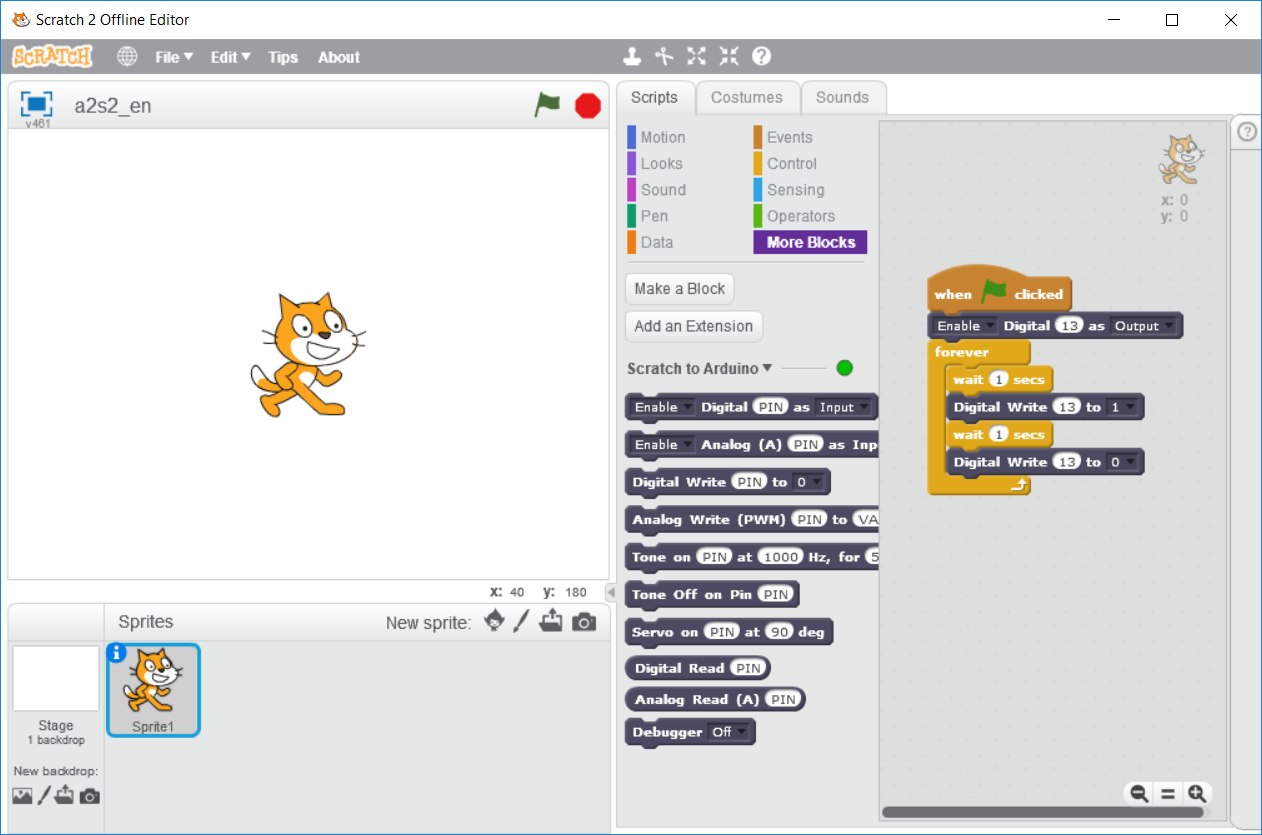 Scratch 2 Offline Editor
SCRATCH File Edit Tips About
v461 a2s2_en
Scripts Costumes Sounds
Motion Events
Looks Control
Sound Sensing
Pen Operators
Data More Blocks
Make a Block
Add an Extension
Scratch to Arduino
Enable Digital PIN as Input
Enable Analog (A) PIN as Inp
Digital Write PIN to 0
Analog Write (PWM) PIN to VA
Tone on PIN at 1000 Hz, for 5
Tone Off on Pin PIN
Servo on PIN at 90 deg
Digital Read PIN
Analog Read (A) PIN
Debugger Off
x: 0
y: 0
when clicked
Enable Digital 13 as Output
forever
wait 1 secs
Digital Write 13 to 1
wait 1 secs
Digital Write 13 to 0
x: 40 y: 180
Sprites New sprite:
Stage
1 backdrop
New backdrop:
Sprite1